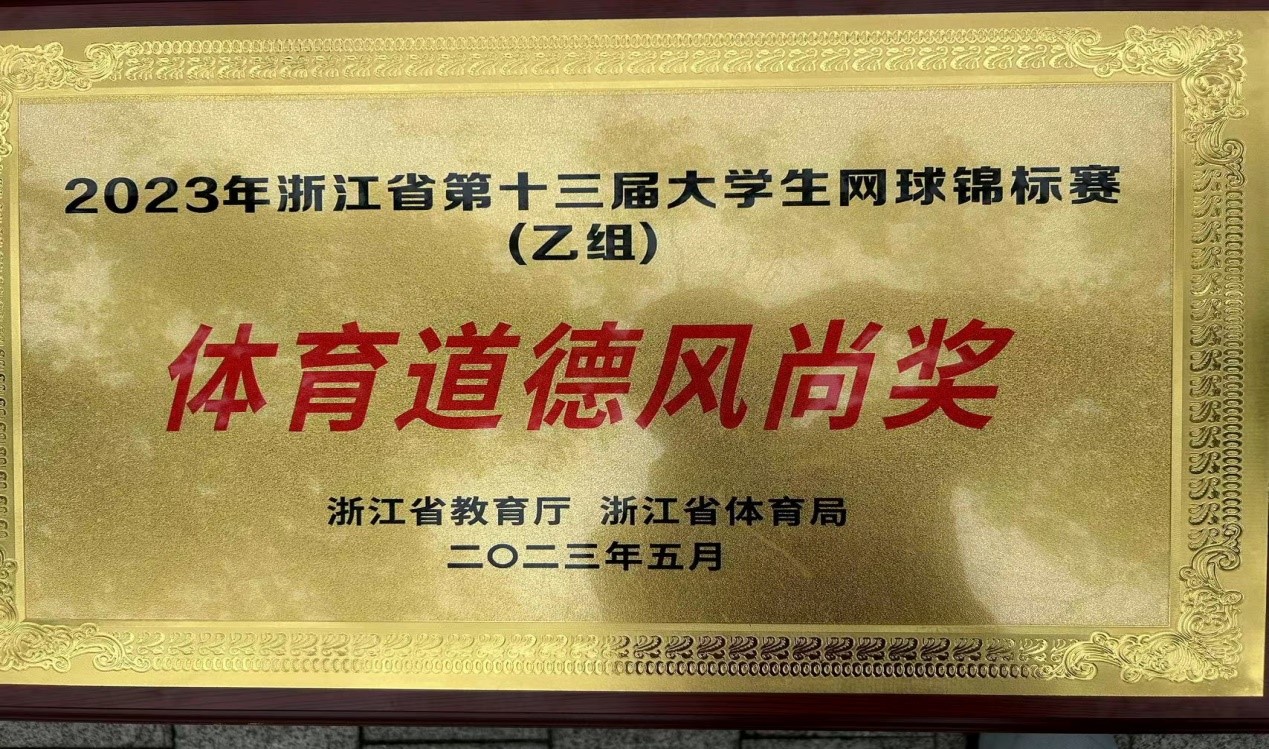 2023年浙江省第十三届大学生网球锦标赛
(乙组)
体育道德风尚奖
浙江省教育厅 浙江省体育局
二〇二三年五月